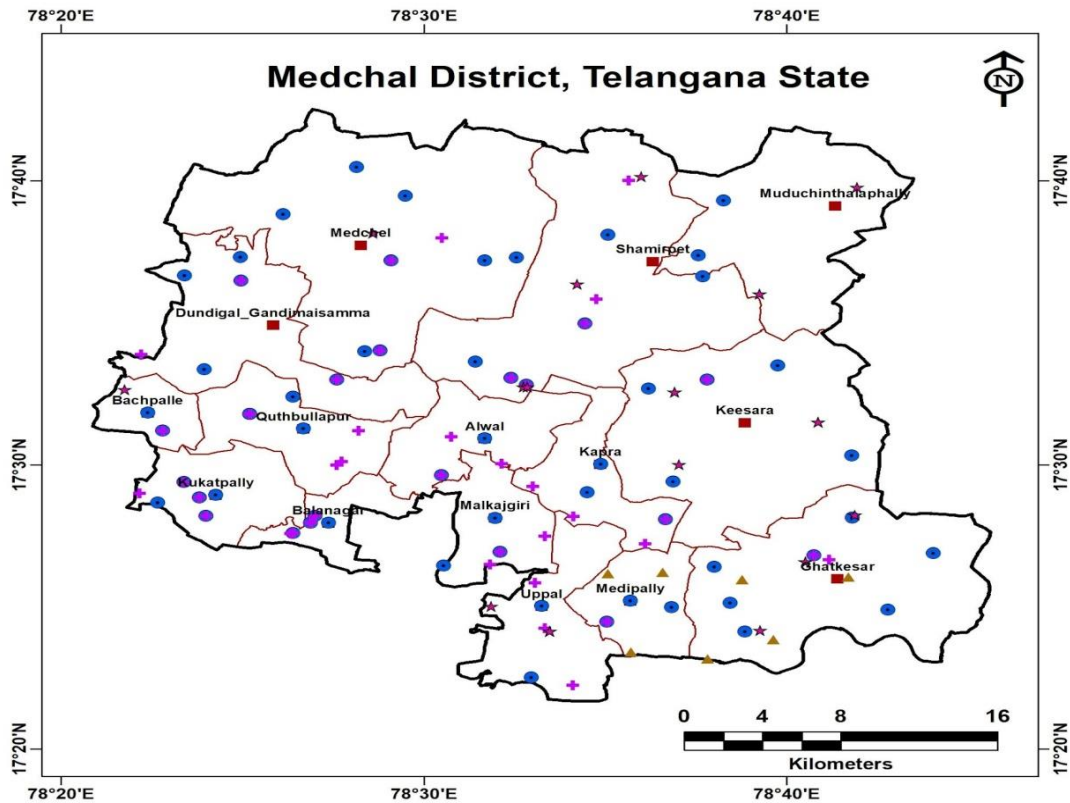 78°20'E 78°30'E 78°40'E
Medchal District, Telangana State
N
17°40'N 17°40'N
Muduchinthalaphally
Medchel
Shamirpet
Dundigal_Gandimaisamma
Bachpalle
Quthbullapur
Keesara
Alwal
17°30'N 17°30'N
Kapra
Kukatpally
Malkajgiri
Balanagar
Ghatkesar
Uppal
Medipally
0 4 8 16
Kilometers
17°20'N 17°20'N
78°20'E 78°30'E 78°40'E